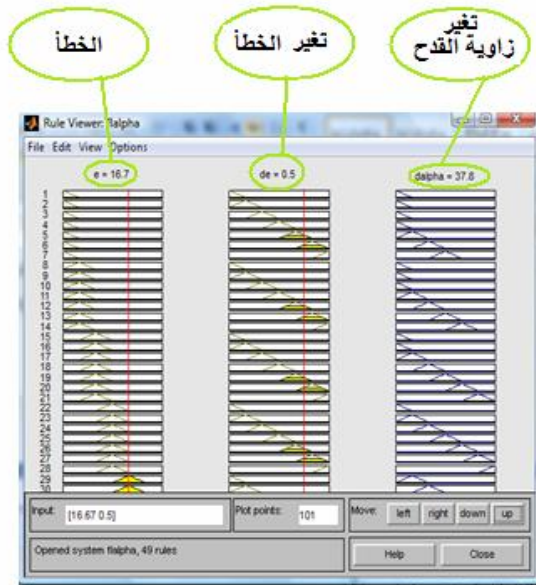 الخطأ
تغير الخطأ
تغير
زاوية القدح
Rule Viewer: flalpha
File Edit View Options
e = 16.7
de = 0.5
dalpha = 37.8
1
2
3
4
5
6
7
8
9
10
11
12
13
14
15
16
17
18
19
20
21
22
23
24
25
26
27
28
29
30
Input: [16.67 0.5]
Plot points: 101
Move: left right down up
Opened system flalpha, 49 rules
Help Close